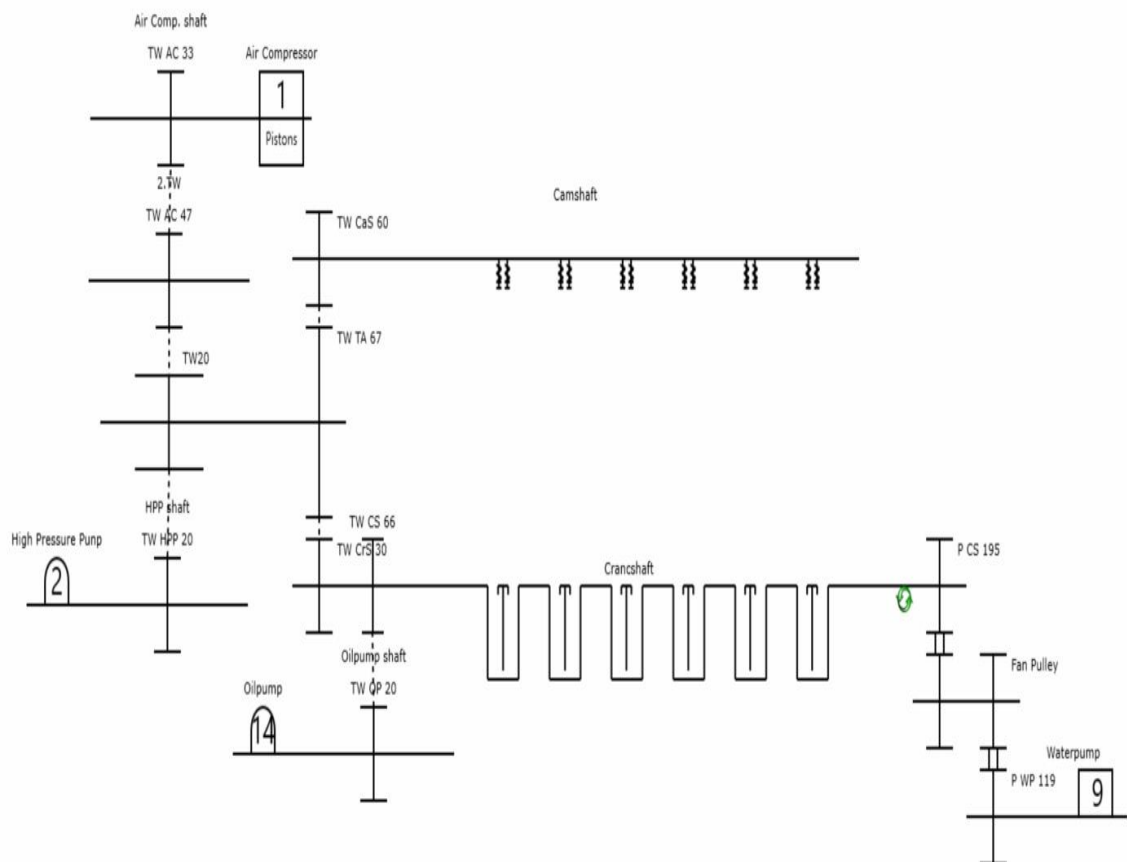 Air Comp. shaft
TW AC 33
Air Compressor
1
Pistons
2.TW
TW AC 47
Camshaft
TW CaS 60
TW TA 67
TW20
HPP shaft
TW HPP 20
High Pressure Punp
2
TW CS 66
TW CrS 30
Crancshaft
P CS 195
Oilpump shaft
TW OP 20
Oilpump
14
Fan Pulley
Waterpump
P WP 119
9